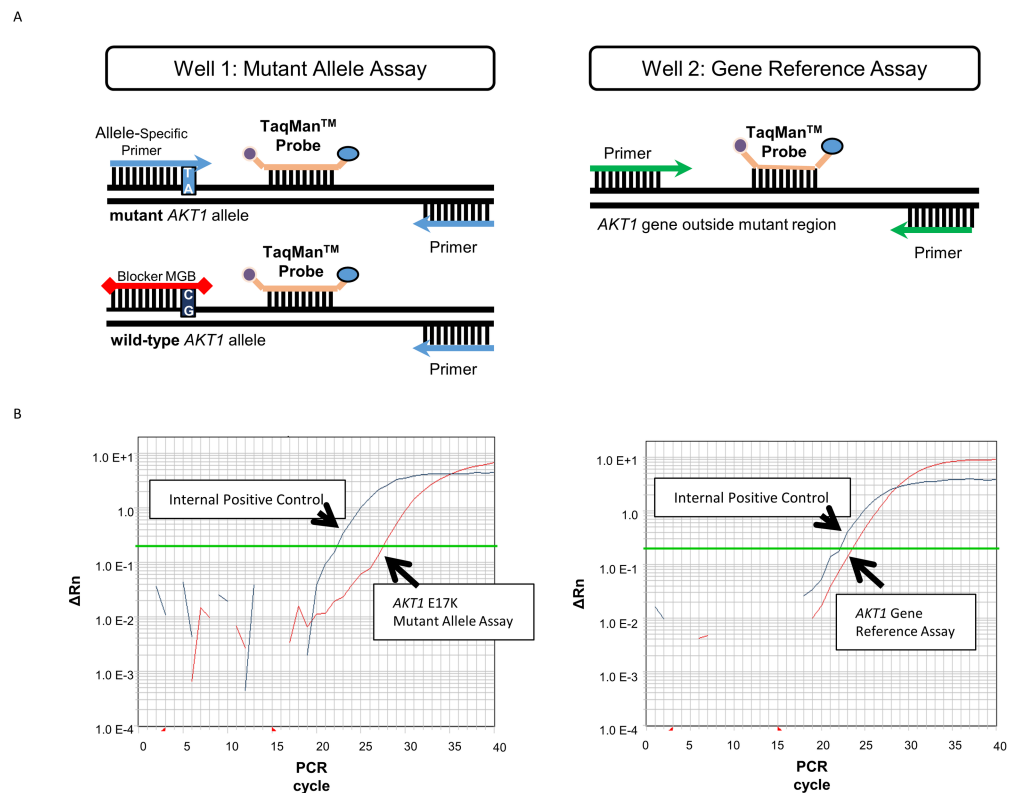 A
Well 1: Mutant Allele Assay
Well 2: Gene Reference Assay
Allele-Specific
Primer
TaqMan™
Probe
T
A
mutant AKT1 allele
Primer
Blocker MGB
TaqMan™
Probe
C
G
wild-type AKT1 allele
Primer
Primer
TaqMan™
Probe
AKT1 gene outside mutant region
Primer
B
ΔRn
1.0 E+1
1.0
1.0 E-1
1.0 E-2
1.0 E-3
1.0 E-4
Internal Positive Control
AKT1 E17K
Mutant Allele Assay
0 5 10 15 20 25 30 35 40
PCR
cycle
ΔRn
1.0 E+1
1.0
1.0 E-1
1.0 E-2
1.0 E-3
1.0 E-4
Internal Positive Control
AKT1 Gene
Reference Assay
0 5 10 15 20 25 30 35 40
PCR
cycle